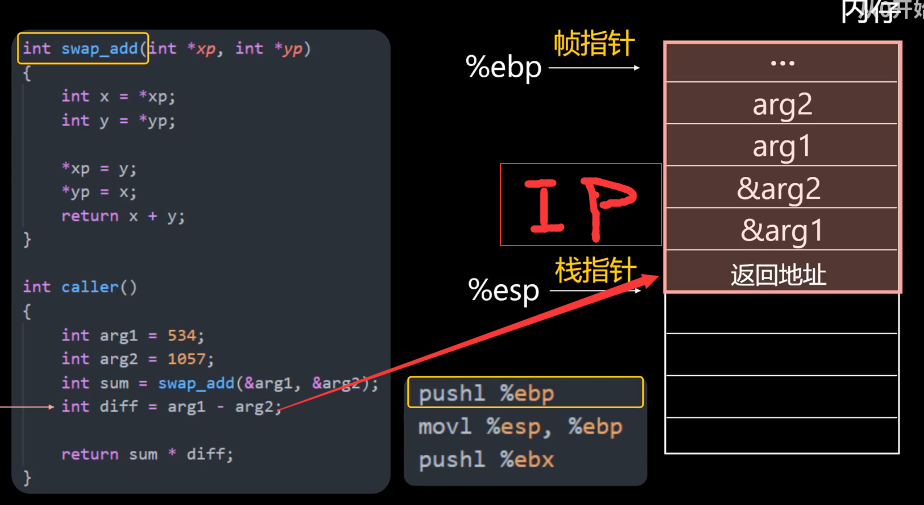 内存
int swap_add(int *xp, int *yp)
{
int x = *xp;
int y = *yp;
*xp = y;
*yp = x;
return x + y;
}
int caller()
{
int arg1 = 534;
int arg2 = 1057;
int sum = swap_add(&arg1, &arg2);
int diff = arg1 - arg2;
return sum * diff;
}
帧指针
%ebp
IP
栈指针
%esp
pushl %ebp
movl %esp, %ebp
pushl %ebx
...
arg2
arg1
&arg2
&arg1
返回地址